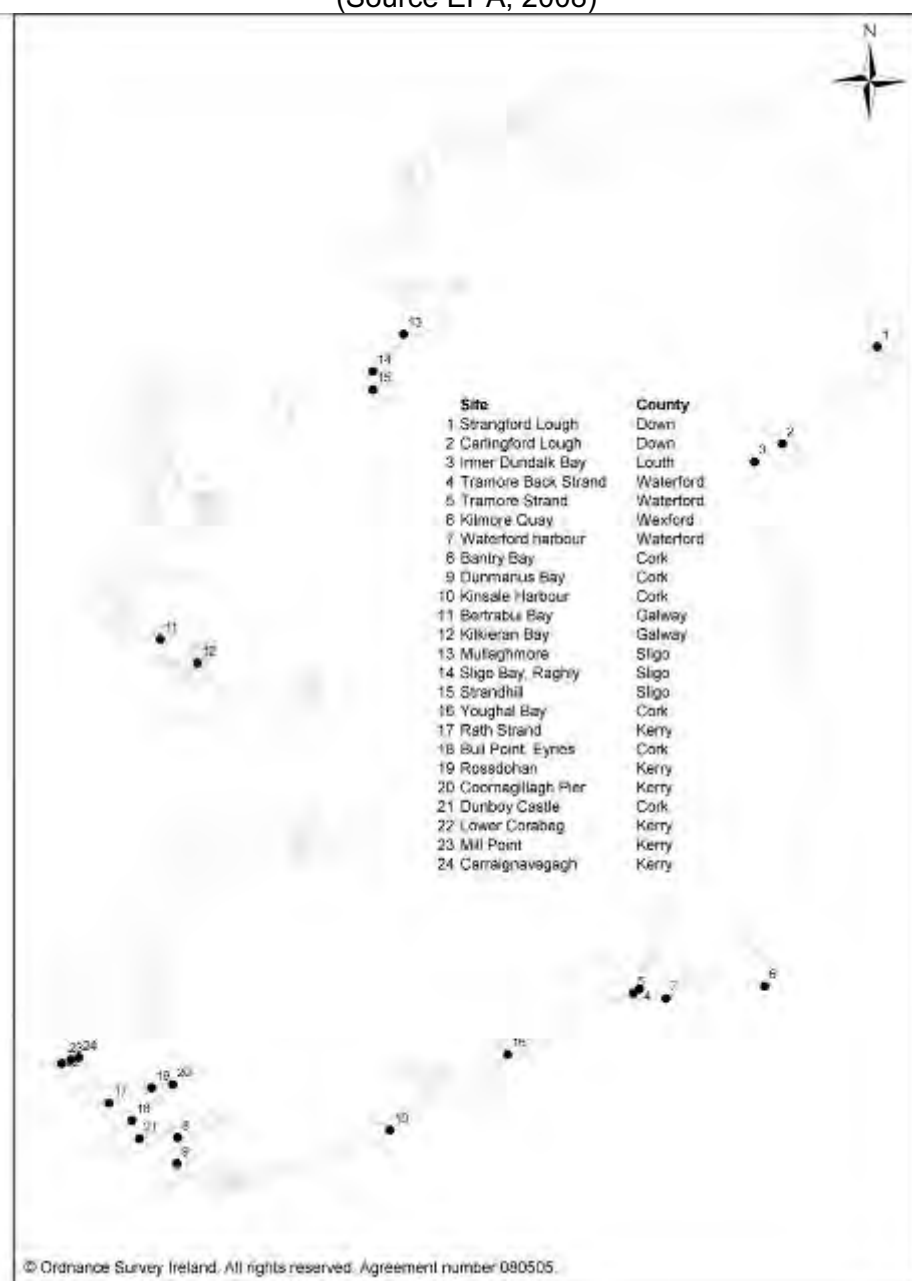 (Source EPA, 2008)
N
13
1
14
15
Site County
1 Strangford Lough Down
2 Carlingford Lough Down
3 Inner Dundalk Bay Louth
4 Tramore Back Strand Waterford
5 Tramore Strand Waterford
6 Kilmore Quay Wexford
7 Waterford harbour Waterford
8 Bantry Bay Cork
9 Dunmanus Bay Cork
10 Kinsale Harbour Cork
11 Bertrabui Bay Galway
12 Kilkieran Bay Galway
13 Mullaghmore Sligo
14 Sligo Bay, Raghly Sligo
15 Strandhill Sligo
16 Youghal Bay Cork
17 Rath Strand Kerry
18 Bull Point, Eyries Cork
19 Rossdohan Kerry
20 Coornagillagh Pier Kerry
21 Dunboy Castle Cork
22 Lower Corabeg Kerry
23 Mill Point Kerry
24 Carraignavagagh Kerry
2
3
11
12
5
4
7
6
16
23 24
17
19
20
18
21
8
9
10
© Ordnance Survey Ireland. All rights reserved. Agreement number 080505.